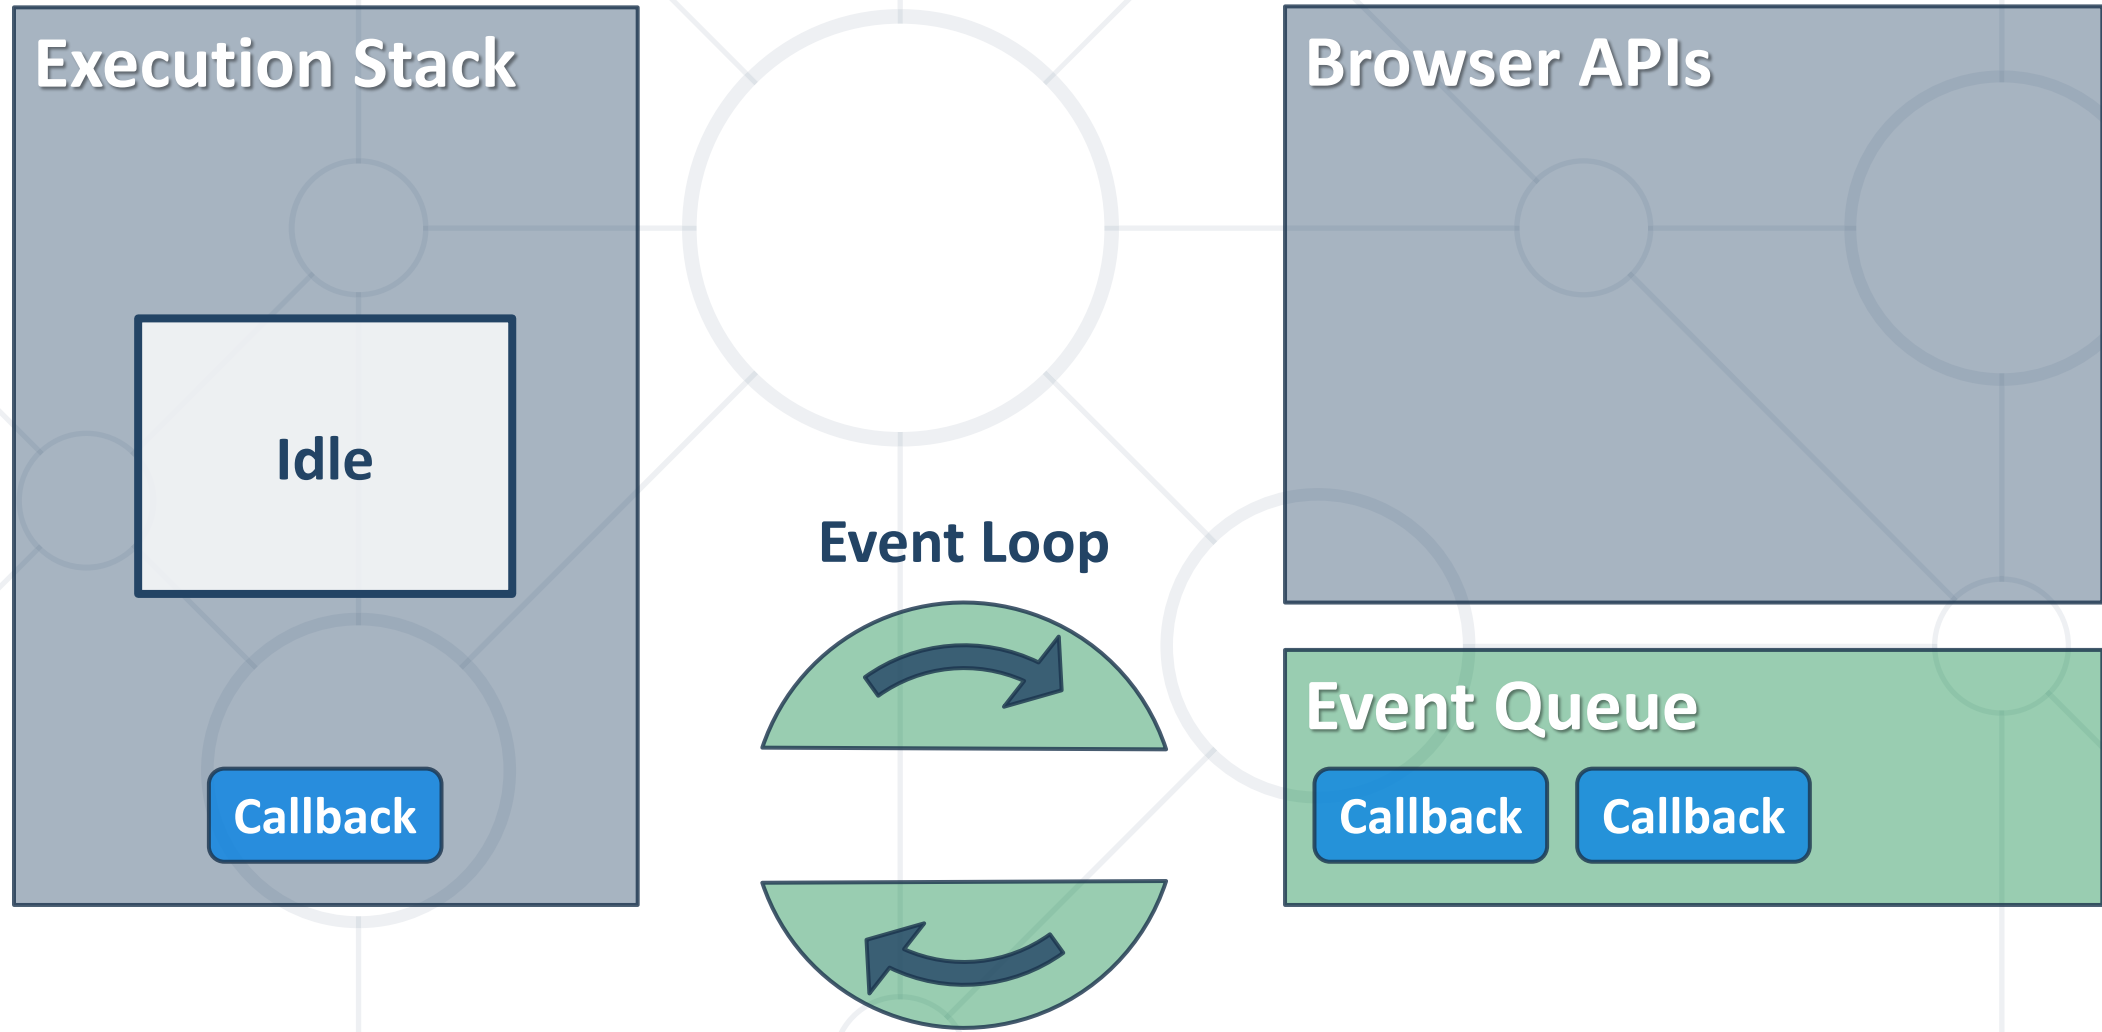 Execution Stack
Idle
Callback
Event Loop
Browser APIs
Event Queue
Callback Callback